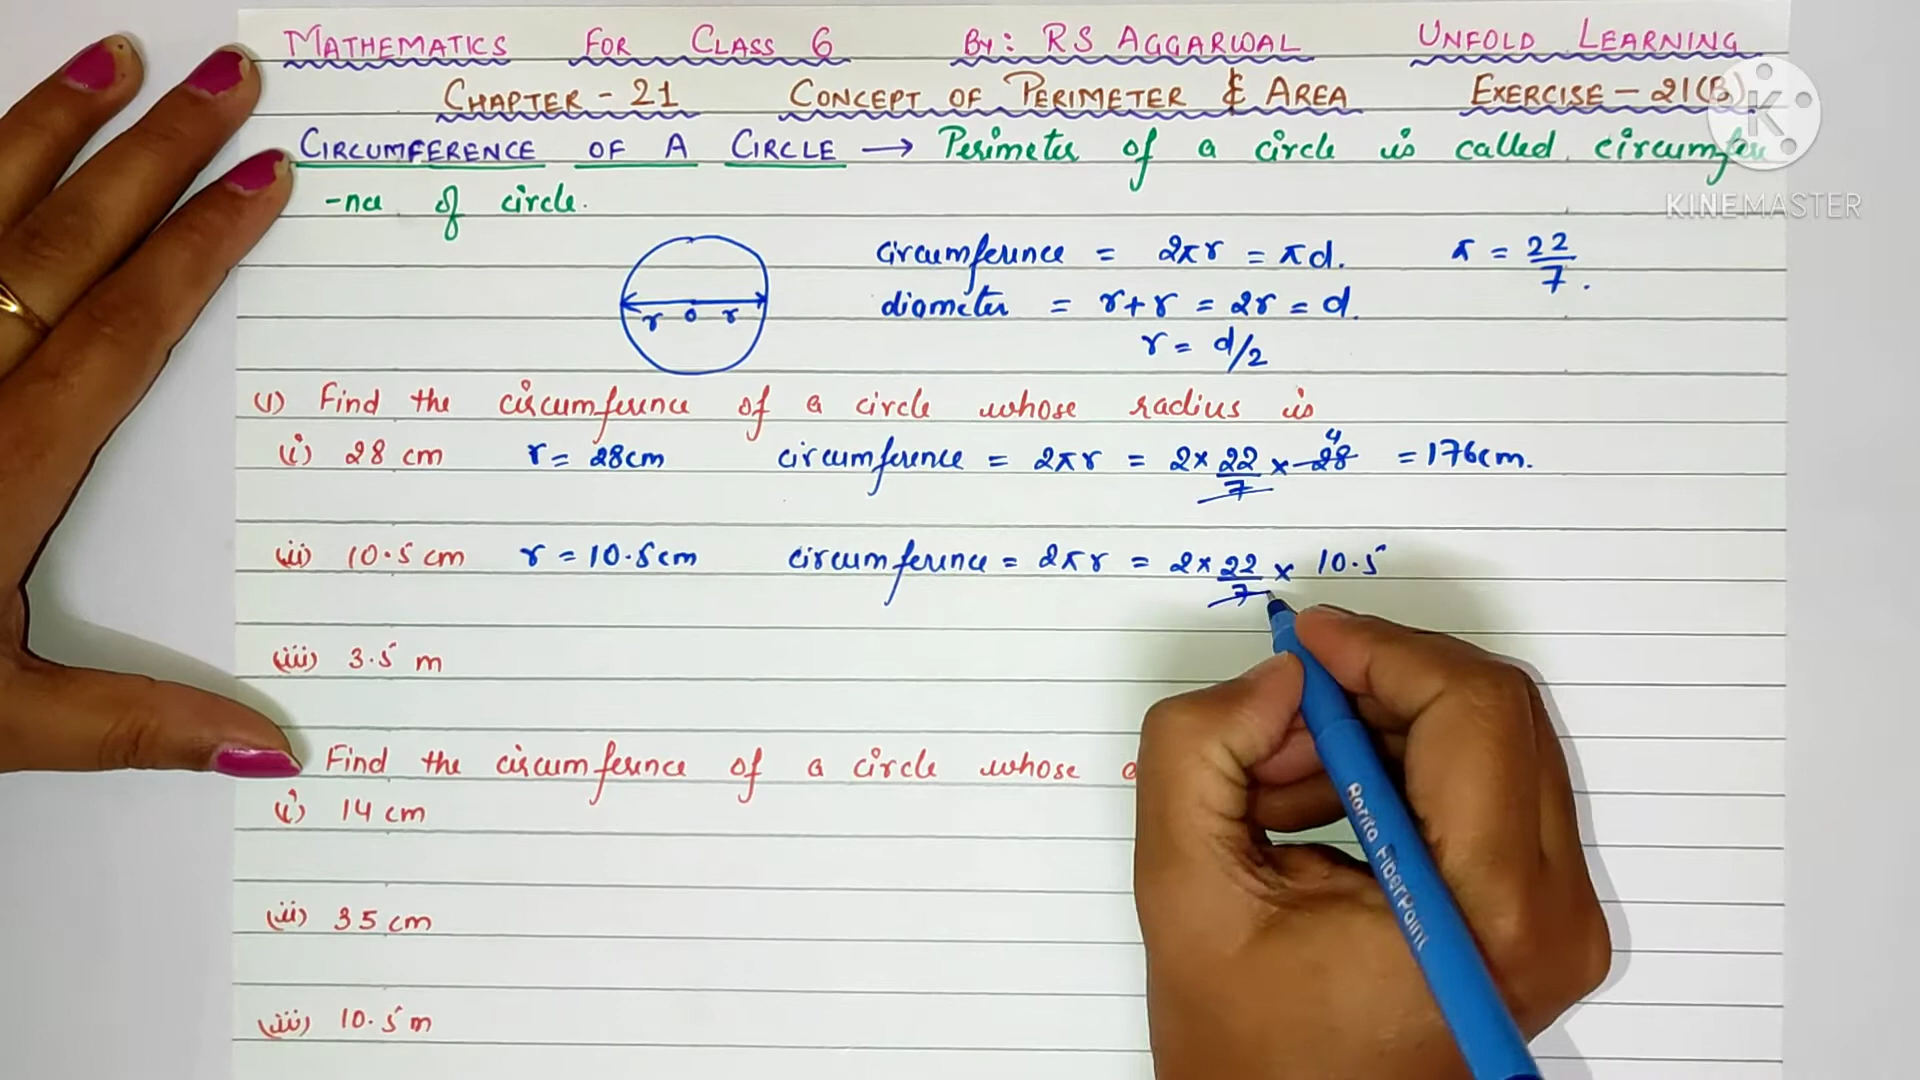 MATHEMATICS FOR CLASS 6 BY: RS AGGARWAL UNFOLD LEARNING
CHAPTER - 21 CONCEPT OF PERIMETER & AREA EXERCISE - 21(B)
CIRCUMFERENCE OF A CIRCLE → Perimeter of a circle is called circumfere
-nce of circle.
KINEMASTER
circumference = 2πr = πd. π = 22/7.
r o r
diameter = r+r = 2r = d.
r = d/2
(1) Find the circumference of a circle whose radius is
(i) 28 cm r = 28cm circumference = 2πr = 2 × 22/7 × 28 4 = 176cm.
(ii) 10.5 cm r = 10.5cm circumference = 2πr = 2 × 22/7 × 10.5
(iii) 3.5 m
Find the circumference of a circle whose
(i) 14 cm
(ii) 35 cm
(iii) 10.5 m
Rorito FiberPoint